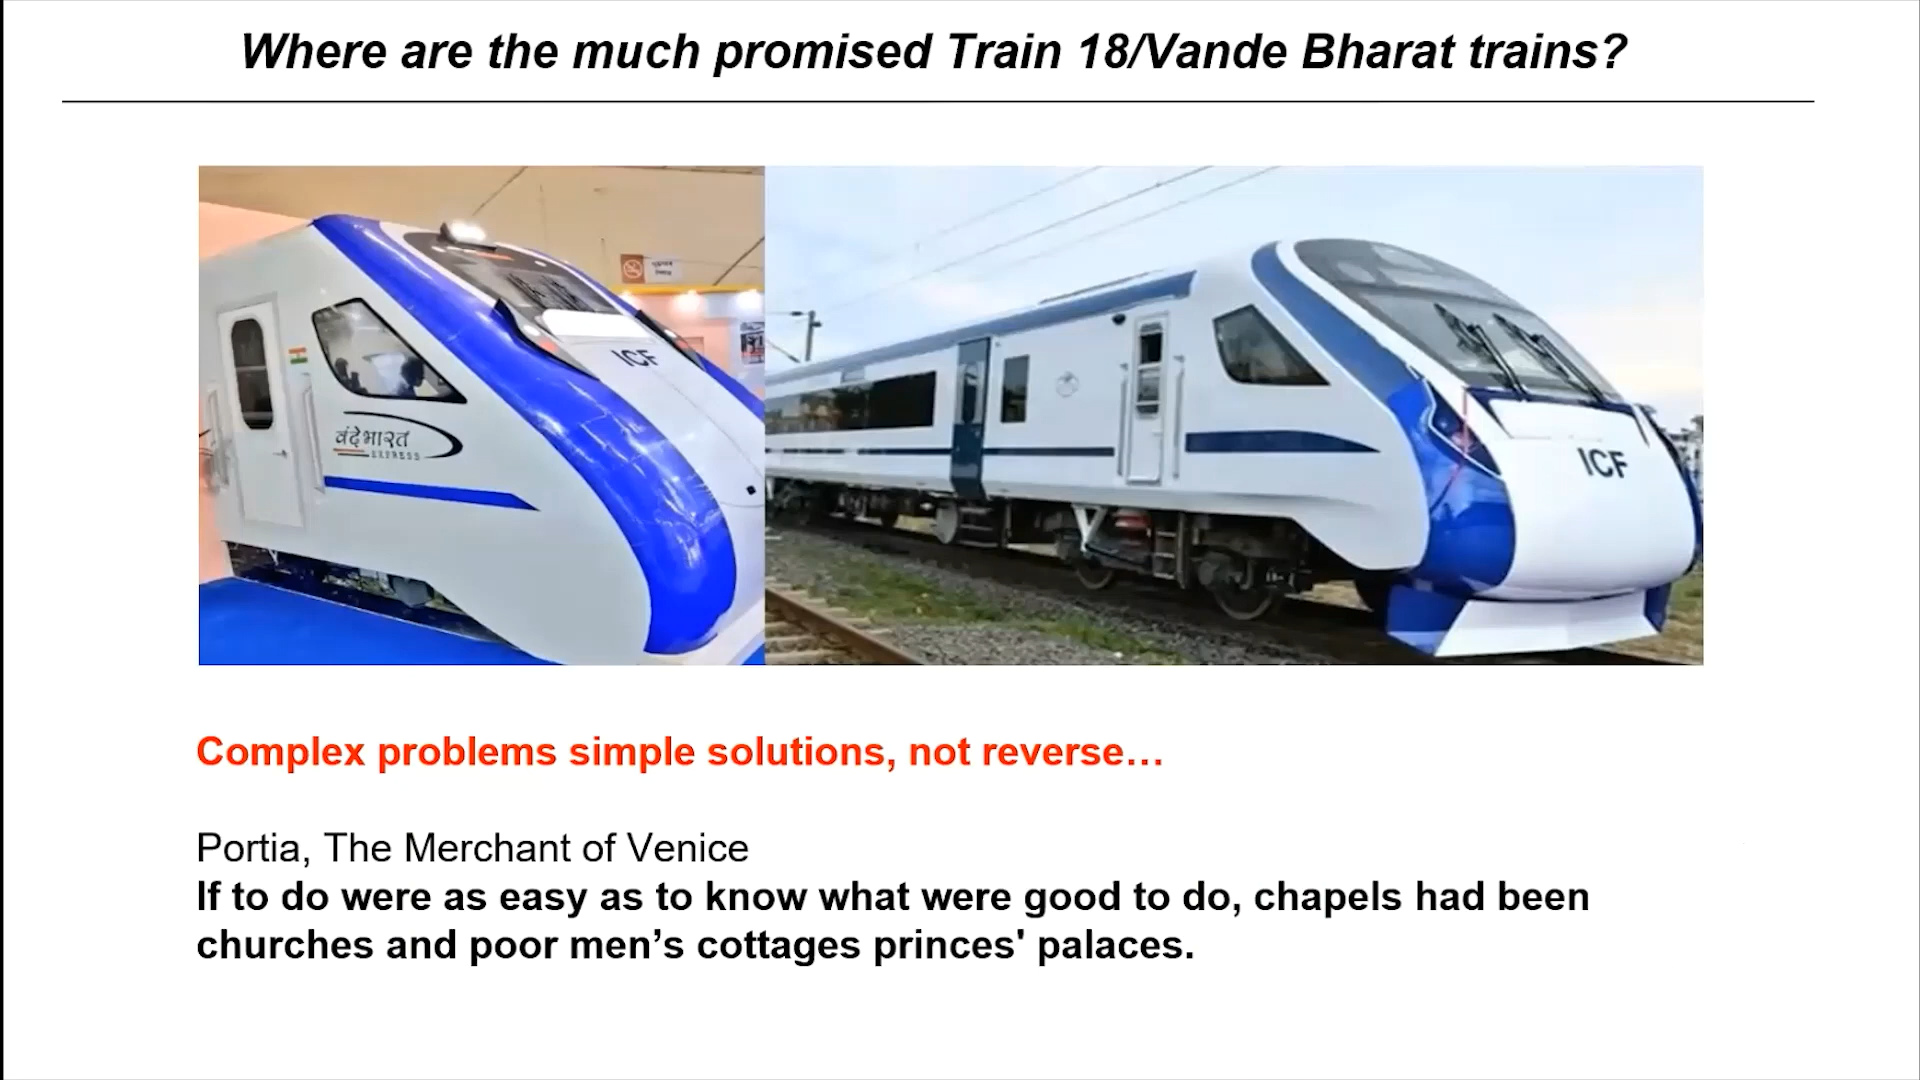 Where are the much promised Train 18/Vande Bharat trains?
ICF
वंदे भारत
EXPRESS
ICF
Complex problems simple solutions, not reverse…
Portia, The Merchant of Venice
If to do were as easy as to know what were good to do, chapels had been
churches and poor men’s cottages princes' palaces.